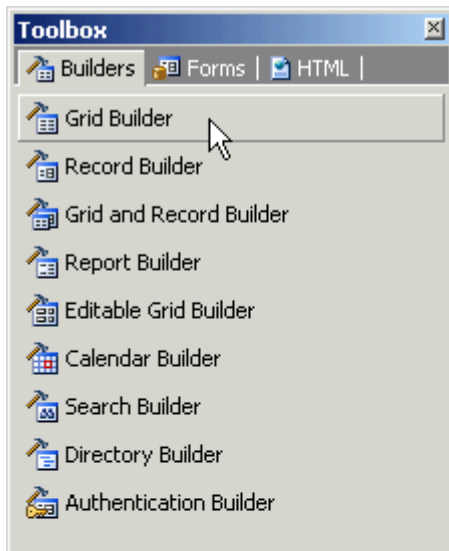 Toolbox
Builders Forms HTML
Grid Builder
Record Builder
Grid and Record Builder
Report Builder
Editable Grid Builder
Calendar Builder
Search Builder
Directory Builder
Authentication Builder